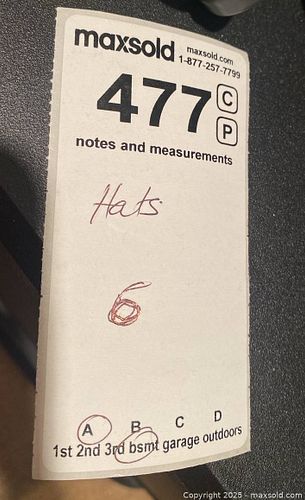 maxsold
maxsold.com
1-877-257-7799
477 C
P
notes and measurements
Hats
6
A B C D
1st 2nd 3rd bsmt garage outdoors
Copyright 2025 - maxsold.com